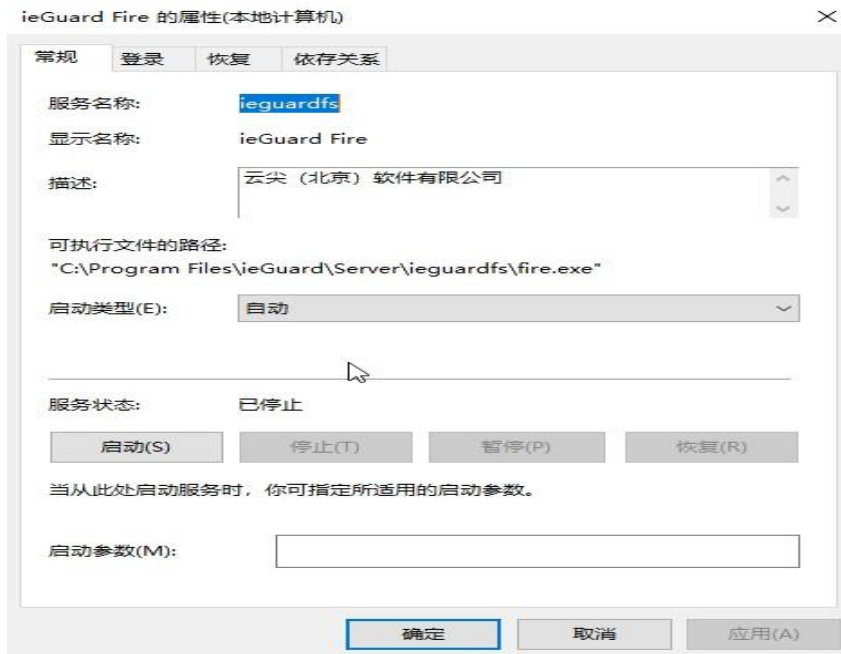 ieGuard Fire 的属性(本地计算机)
常规 登录 恢复 依存关系
服务名称: ieguardfs
显示名称: ieGuard Fire
描述: 云尖（北京）软件有限公司
可执行文件的路径:
"C:\Program Files\ieGuard\Server\ieguardfs\fire.exe"
启动类型(E): 自动
服务状态: 已停止
启动(S) 停止(T) 暂停(P) 恢复(R)
当从此处启动服务时，你可指定所适用的启动参数。
启动参数(M):
确定 取消 应用(A)